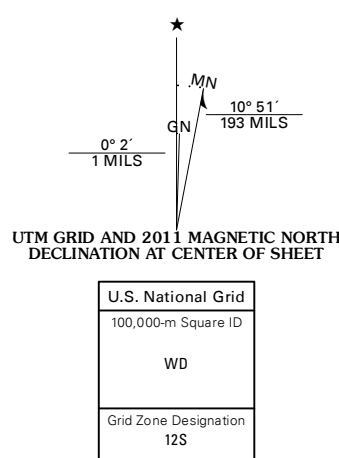 ★
MN
GN
10° 51´
193 MILS
0° 2´
1 MILS
UTM GRID AND 2011 MAGNETIC NORTH
DECLINATION AT CENTER OF SHEET
U.S. National Grid
100,000-m Square ID
WD
Grid Zone Designation
12S